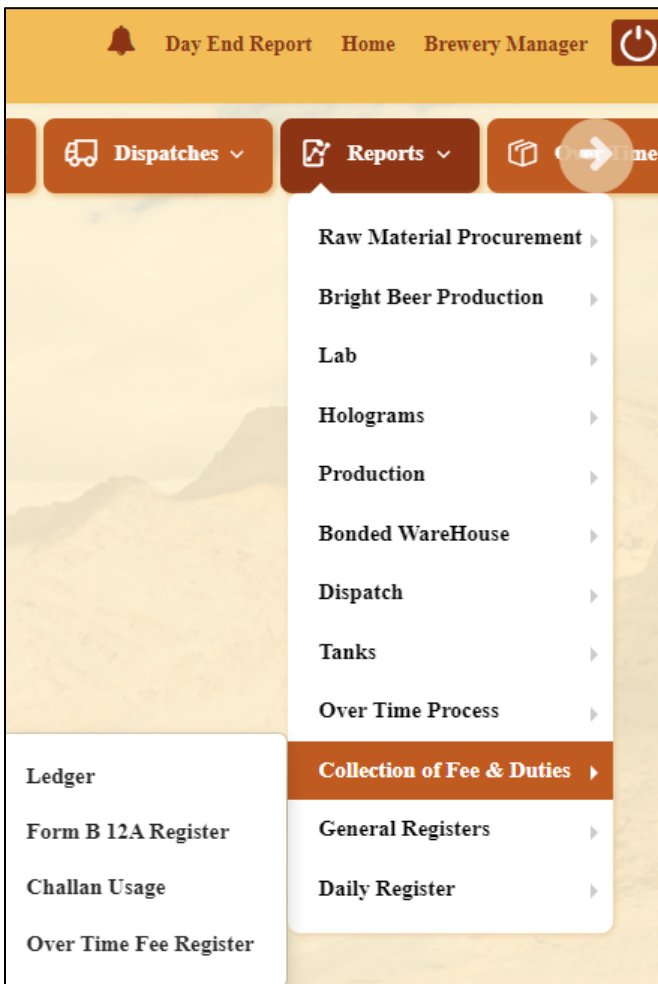 Day End Report Home Brewery Manager
Dispatches Reports Over Time
Raw Material Procurement
Bright Beer Production
Lab
Holograms
Production
Bonded WareHouse
Dispatch
Tanks
Over Time Process
Collection of Fee & Duties
General Registers
Daily Register
Ledger
Form B 12A Register
Challan Usage
Over Time Fee Register